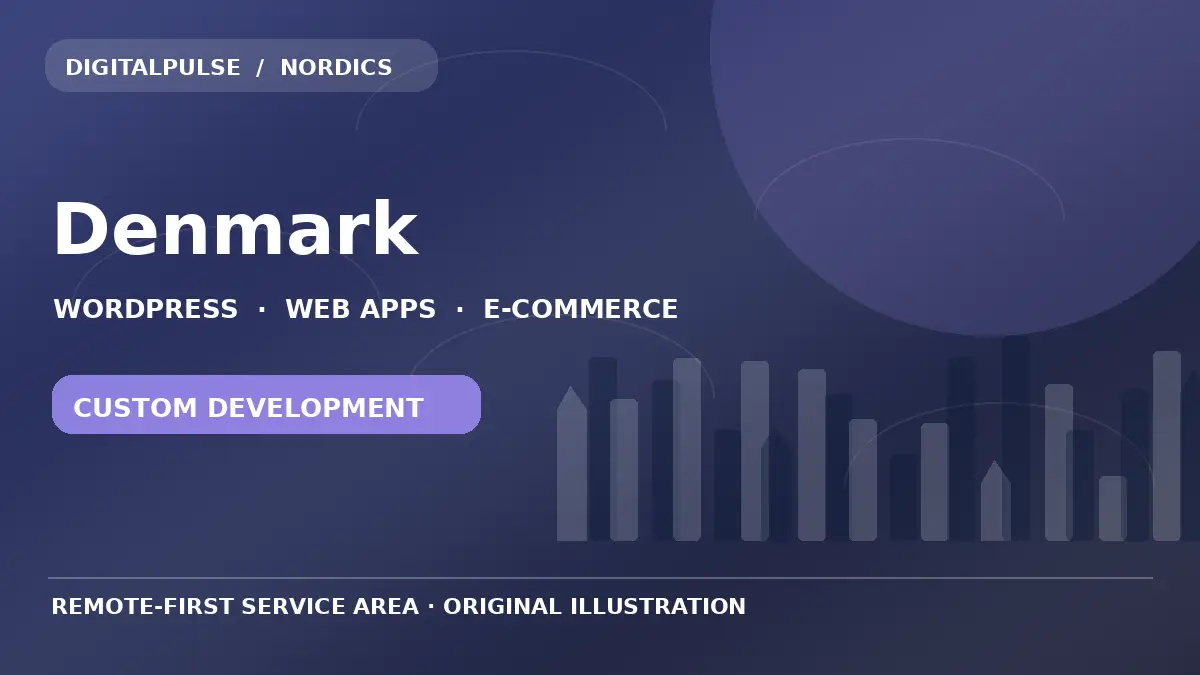 DIGITALPULSE / NORDICS
Denmark
WORDPRESS · WEB APPS · E-COMMERCE
CUSTOM DEVELOPMENT
REMOTE-FIRST SERVICE AREA · ORIGINAL ILLUSTRATION